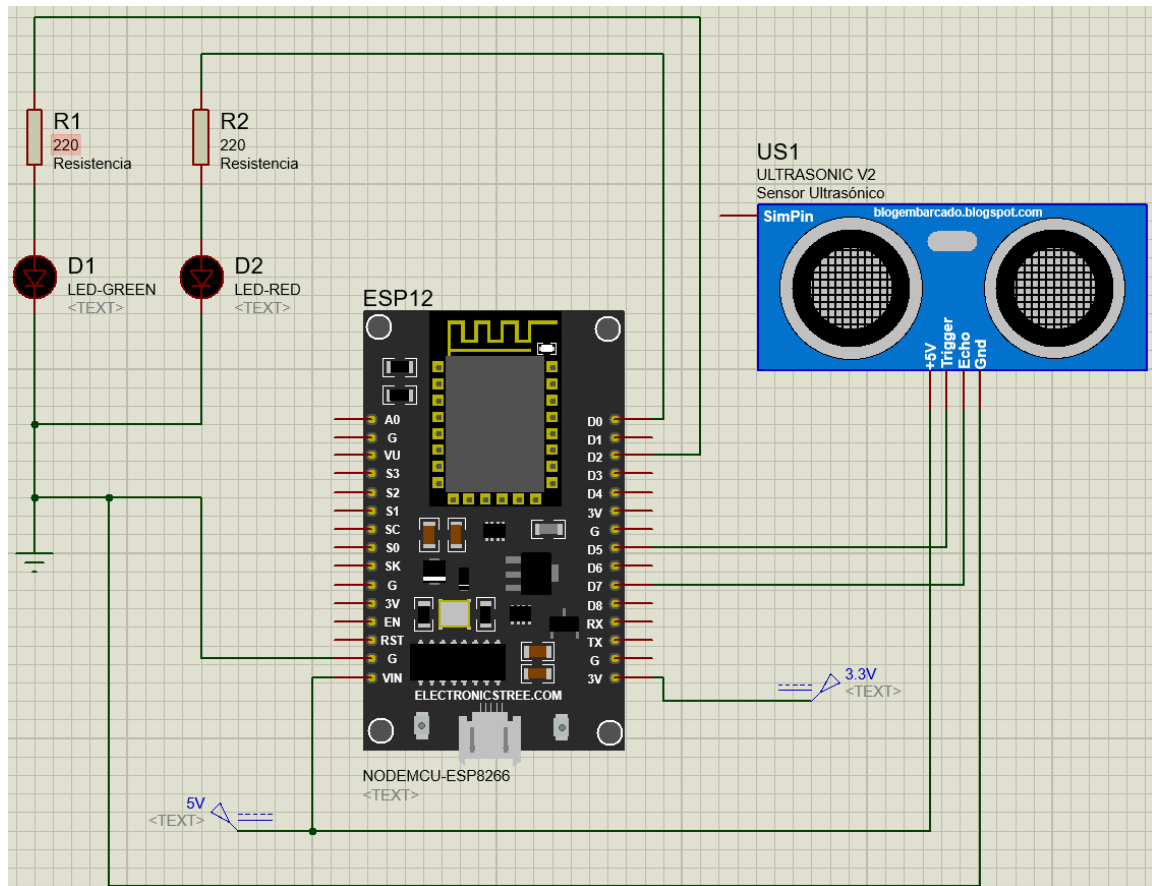 R1
220
Resistencia
R2
220
Resistencia
US1
ULTRASONIC V2
Sensor Ultrasónico
SimPin
blogembarcado.blogspot.com
+5V
Trigger
Echo
Gnd
D1
LED-GREEN
<TEXT>
D2
LED-RED
<TEXT>
ESP12
A0
G
VU
S3
S2
S1
SC
S0
SK
G
3V
EN
RST
G
VIN
D0
D1
D2
D3
D4
3V
G
D5
D6
D7
D8
RX
TX
G
3V
ELECTRONICSTREE.COM
3.3V
<TEXT>
NODEMCU-ESP8266
<TEXT>
5V
<TEXT>